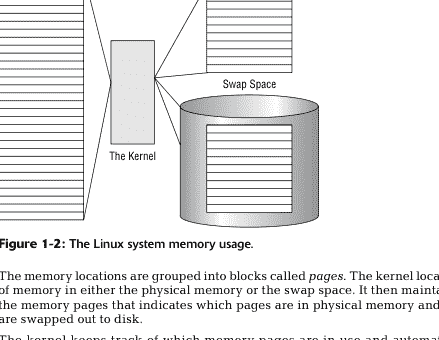 Swap Space
The Kernel
Figure 1-2: The Linux system memory usage.
The memory locations are grouped into blocks called pages. The kernel loca
of memory in either the physical memory or the swap space. It then mainta
the memory pages that indicates which pages are in physical memory and
are swapped out to disk.
The kernel keeps track of which memory pages are in use and automa